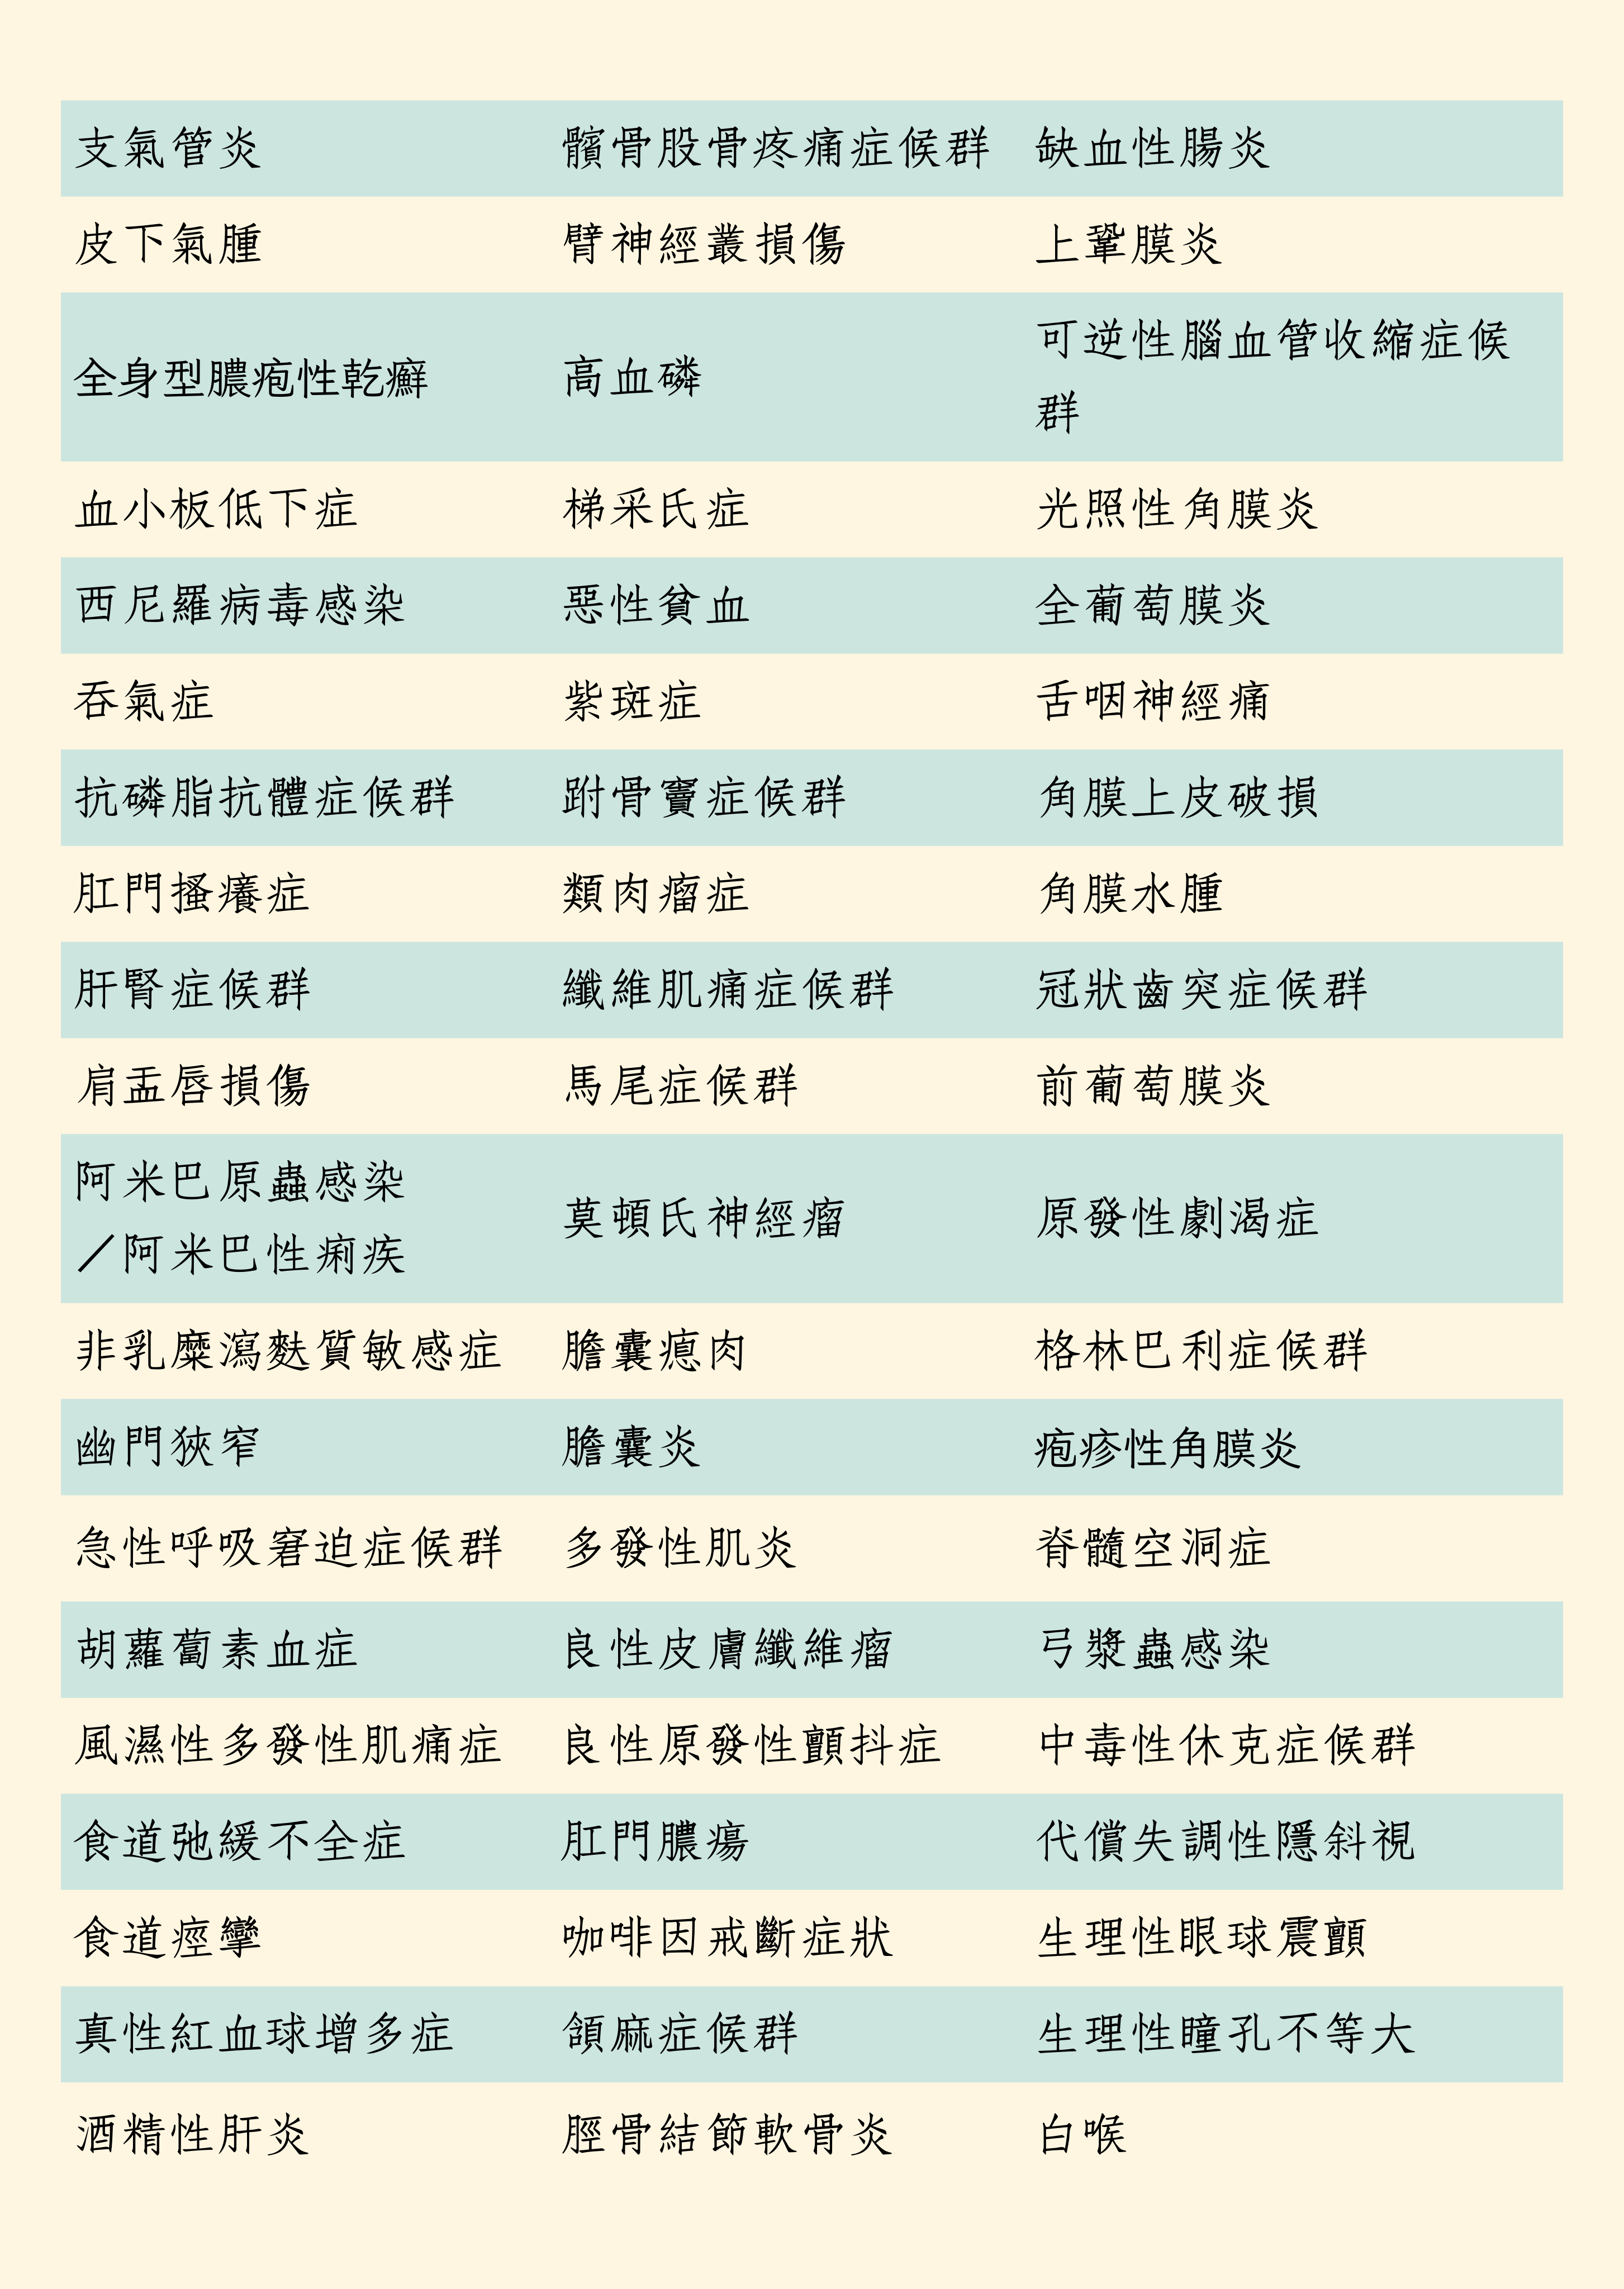 支氣管炎
髕骨股骨疼痛症候群
缺血性腸炎
皮下氣腫
臂神經叢損傷
上鞏膜炎
全身型膿疱性乾癬
高血磷
可逆性腦血管收縮症候
群
血小板低下症
梯采氏症
光照性角膜炎
西尼羅病毒感染
惡性貧血
全葡萄膜炎
吞氣症
紫斑症
舌咽神經痛
抗磷脂抗體症候群
跗骨竇症候群
角膜上皮破損
肛門搔癢症
類肉瘤症
角膜水腫
肝腎症候群
纖維肌痛症候群
冠狀齒突症候群
肩盂唇損傷
馬尾症候群
前葡萄膜炎
阿米巴原蟲感染
／阿米巴性痢疾
莫頓氏神經瘤
原發性劇渴症
非乳糜瀉麩質敏感症
膽囊瘜肉
格林巴利症候群
幽門狹窄
膽囊炎
疱疹性角膜炎
急性呼吸窘迫症候群
多發性肌炎
脊髓空洞症
胡蘿蔔素血症
良性皮膚纖維瘤
弓漿蟲感染
風濕性多發性肌痛症
良性原發性顫抖症
中毒性休克症候群
食道弛緩不全症
肛門膿瘍
代償失調性隱斜視
食道痙攣
咖啡因戒斷症狀
生理性眼球震顫
真性紅血球增多症
頷麻症候群
生理性瞳孔不等大
酒精性肝炎
脛骨結節軟骨炎
白喉